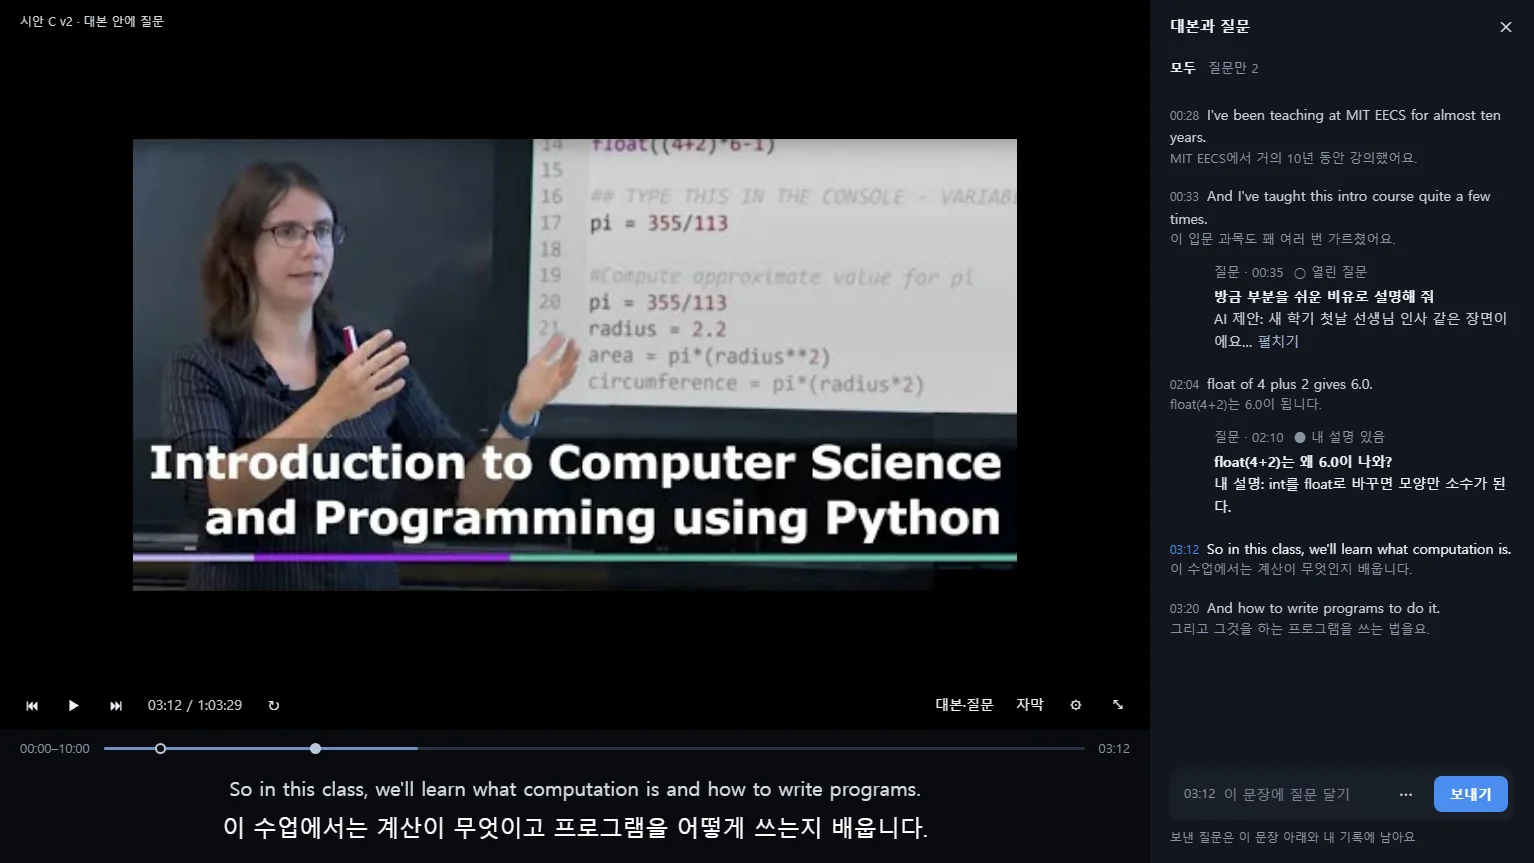 시안 C v2 · 대본 안에 질문
14 float((4+2)*6-1)
15
16 ## TYPE THIS IN THE CONSOLE - VARIABL
17 pi = 355/113
18
19 #Compute approximate value for pi
20 pi = 355/113
21 radius = 2.2
area = pi*(radius**2)
circumference = pi*(radius*2)
Introduction to Computer Science
and Programming using Python
03:12 / 1:03:29
대본·질문 자막
00:00–10:00 03:12
So in this class, we'll learn what computation is and how to write programs.
이 수업에서는 계산이 무엇이고 프로그램을 어떻게 쓰는지 배웁니다.
대본과 질문
모두 질문만 2
00:28 I've been teaching at MIT EECS for almost ten
years.
MIT EECS에서 거의 10년 동안 강의했어요.
00:33 And I've taught this intro course quite a few
times.
이 입문 과목도 꽤 여러 번 가르쳤어요.
질문 · 00:35 ○ 열린 질문
방금 부분을 쉬운 비유로 설명해 줘
AI 제안: 새 학기 첫날 선생님 인사 같은 장면이
에요... 펼치기
02:04 float of 4 plus 2 gives 6.0.
float(4+2)는 6.0이 됩니다.
질문 · 02:10 ● 내 설명 있음
float(4+2)는 왜 6.0이 나와?
내 설명: int를 float로 바꾸면 모양만 소수가 된
다.
03:12 So in this class, we'll learn what computation is.
이 수업에서는 계산이 무엇인지 배웁니다.
03:20 And how to write programs to do it.
그리고 그것을 하는 프로그램을 쓰는 법을요.
03:12 이 문장에 질문 달기 ··· 보내기
보낸 질문은 이 문장 아래와 내 기록에 남아요